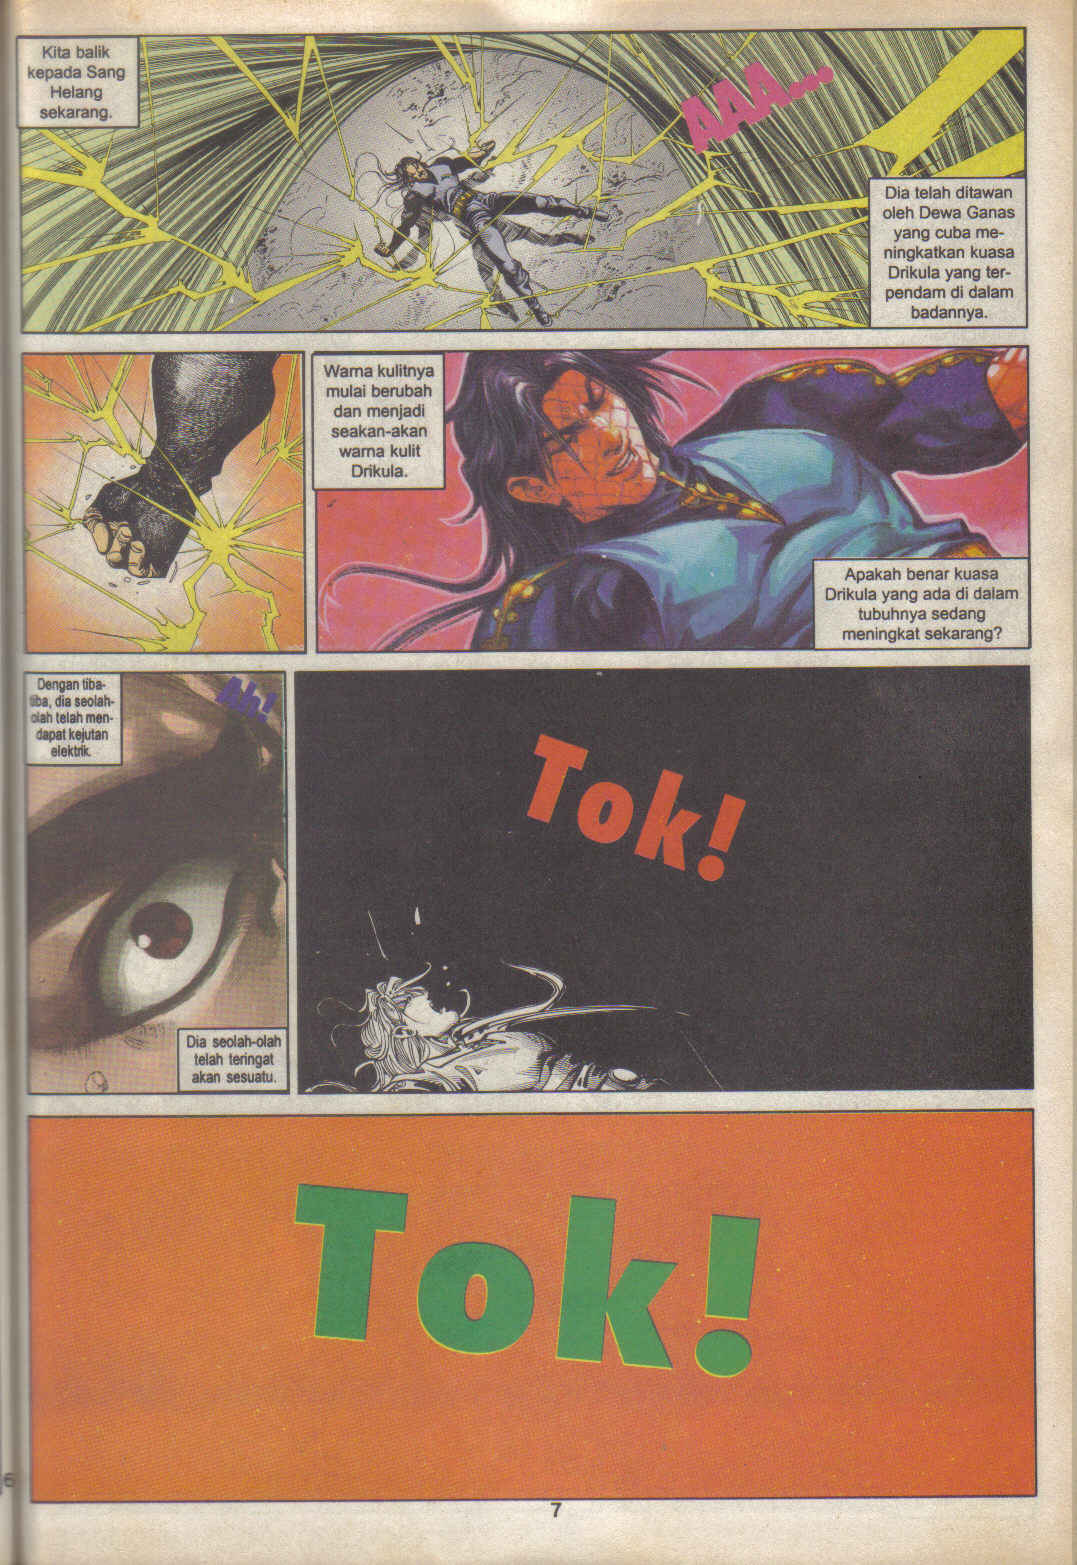 Kita balik
kepada Sang
Helang
sekarang.
AAA...
Dia telah ditawan
oleh Dewa Ganas
yang cuba me-
ningkatkan kuasa
Drikula yang ter-
pendam di dalam
badannya.
Warna kulitnya
mulai berubah
dan menjadi
seakan-akan
warna kulit
Drikula.
Apakah benar kuasa
Drikula yang ada di dalam
tubuhnya sedang
meningkat sekarang?
Dengan tiba-
tiba, dia seolah-
olah telah men-
dapat kejutan
elektrik.
Ah!
Dia seolah-olah
telah teringat
akan sesuatu.
Tok!
Tok!
6
7